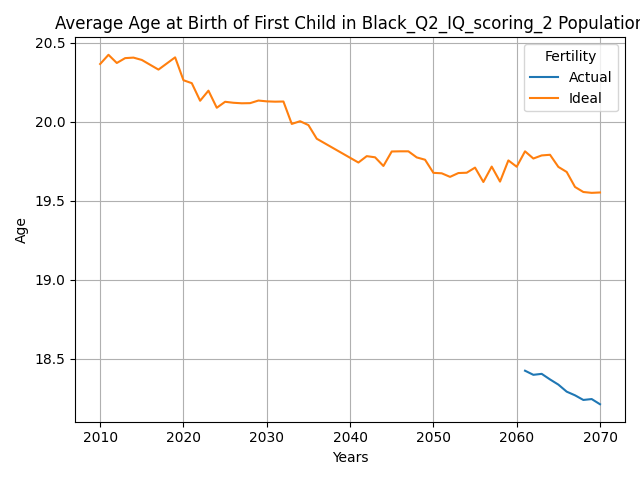 Average Age at Birth of First Child in Black_Q2_IQ_scoring_2 Population
20.5
20.0
19.5
19.0
18.5
Age
Fertility
Actual
Ideal
2010 2020 2030 2040 2050 2060 2070
Years